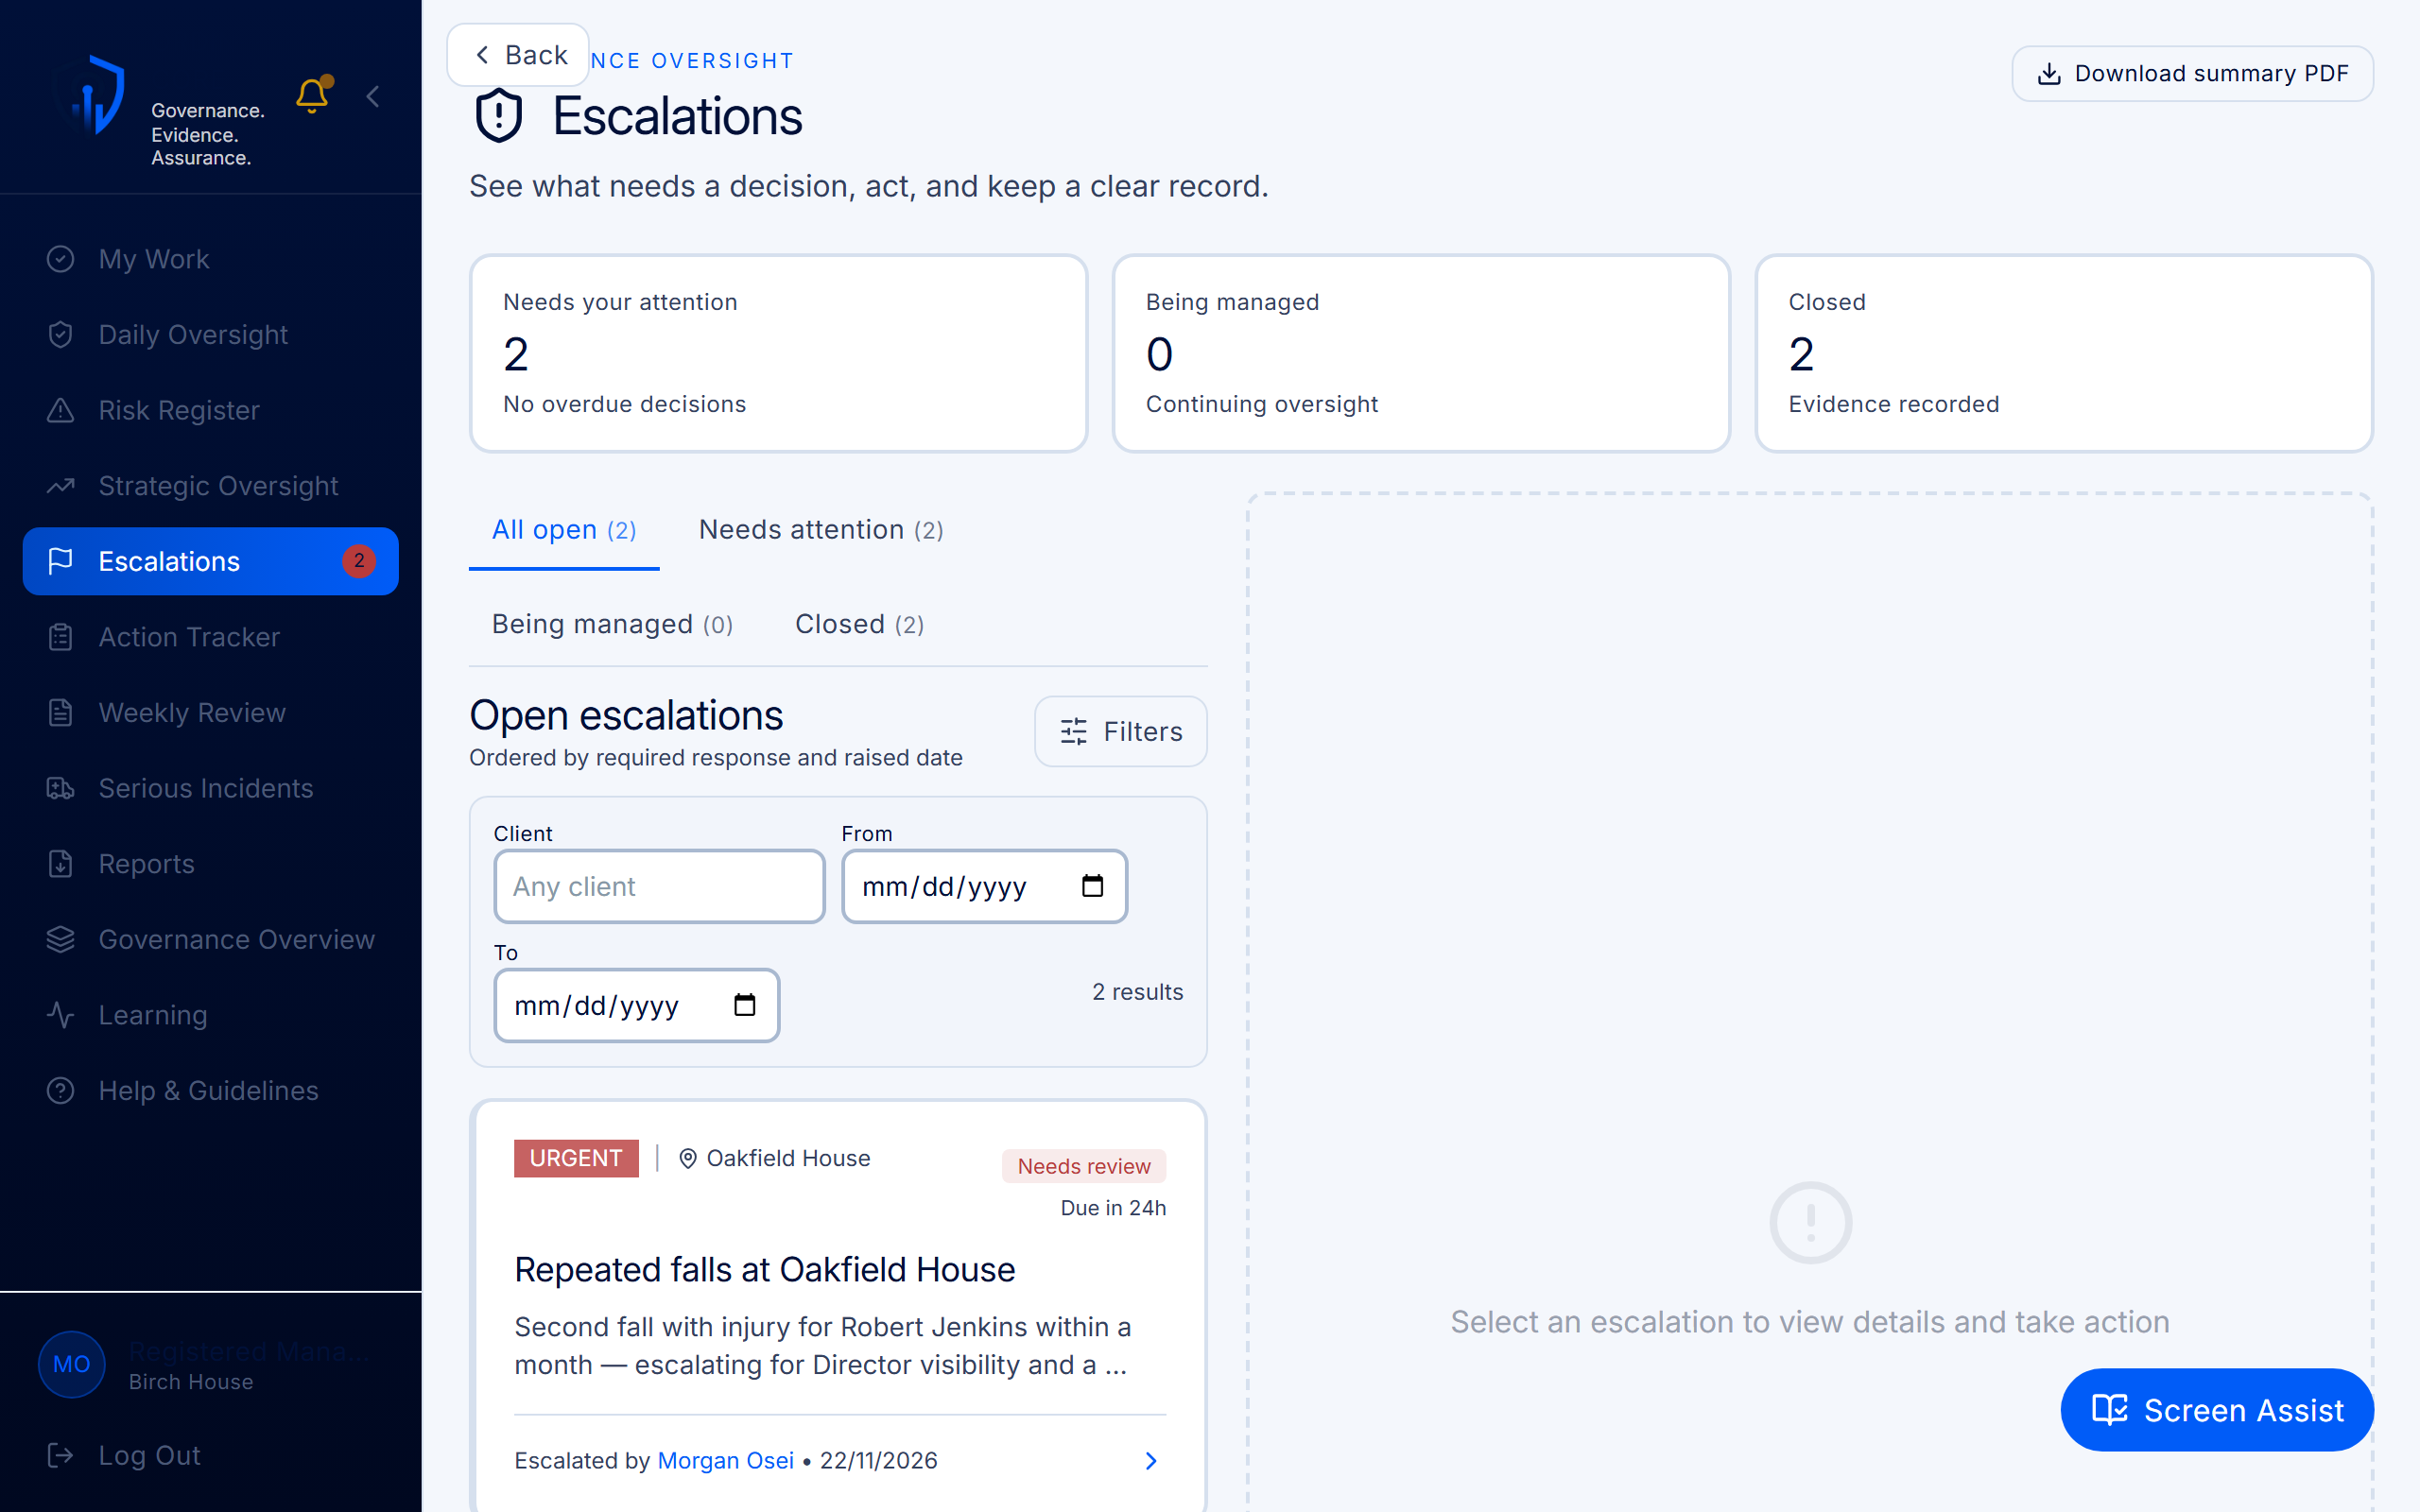 Governance.
Evidence.
Assurance.
My Work
Daily Oversight
Risk Register
Strategic Oversight
Escalations
2
Action Tracker
Weekly Review
Serious Incidents
Reports
Governance Overview
Learning
Help & Guidelines
MO
Registered Mana...
Birch House
Log Out
Back
NCE OVERSIGHT
Download summary PDF
Escalations
See what needs a decision, act, and keep a clear record.
Needs your attention
2
No overdue decisions
Being managed
0
Continuing oversight
Closed
2
Evidence recorded
All open (2)
Needs attention (2)
Being managed (0)
Closed (2)
Open escalations
Ordered by required response and raised date
Filters
Client
Any client
From
mm/dd/yyyy
To
mm/dd/yyyy
2 results
URGENT
Oakfield House
Needs review
Due in 24h
Repeated falls at Oakfield House
Second fall with injury for Robert Jenkins within a
month — escalating for Director visibility and a ...
Escalated by Morgan Osei • 22/11/2026
Select an escalation to view details and take action
Screen Assist